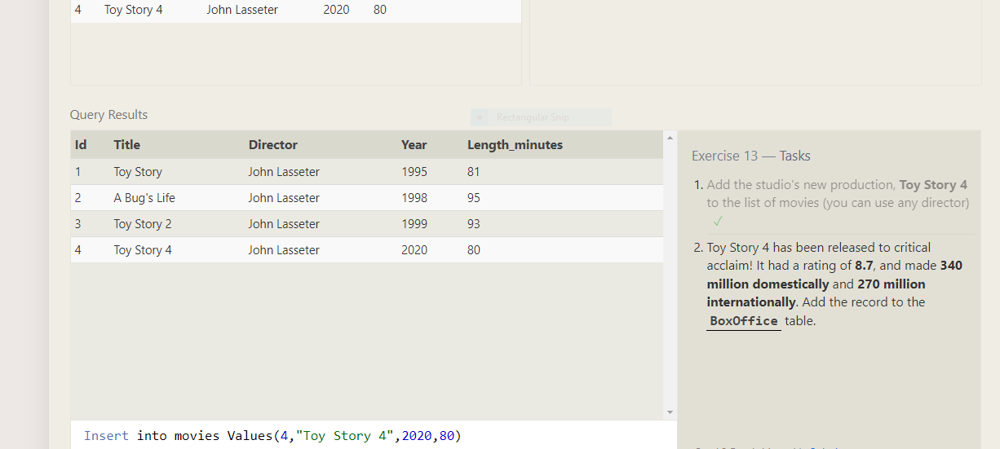 4 Toy Story 4 John Lasseter 2020 80
Query Results
Rectangular Snip
Id Title Director Year Length_minutes
1 Toy Story John Lasseter 1995 81
2 A Bug's Life John Lasseter 1998 95
3 Toy Story 2 John Lasseter 1999 93
4 Toy Story 4 John Lasseter 2020 80
Insert into movies Values(4,"Toy Story 4",2020,80)
Exercise 13 — Tasks
1. Add the studio's new production, Toy Story 4
to the list of movies (you can use any director)
✓
2. Toy Story 4 has been released to critical
acclaim! It had a rating of 8.7, and made 340
million domestically and 270 million
internationally. Add the record to the
BoxOffice table.